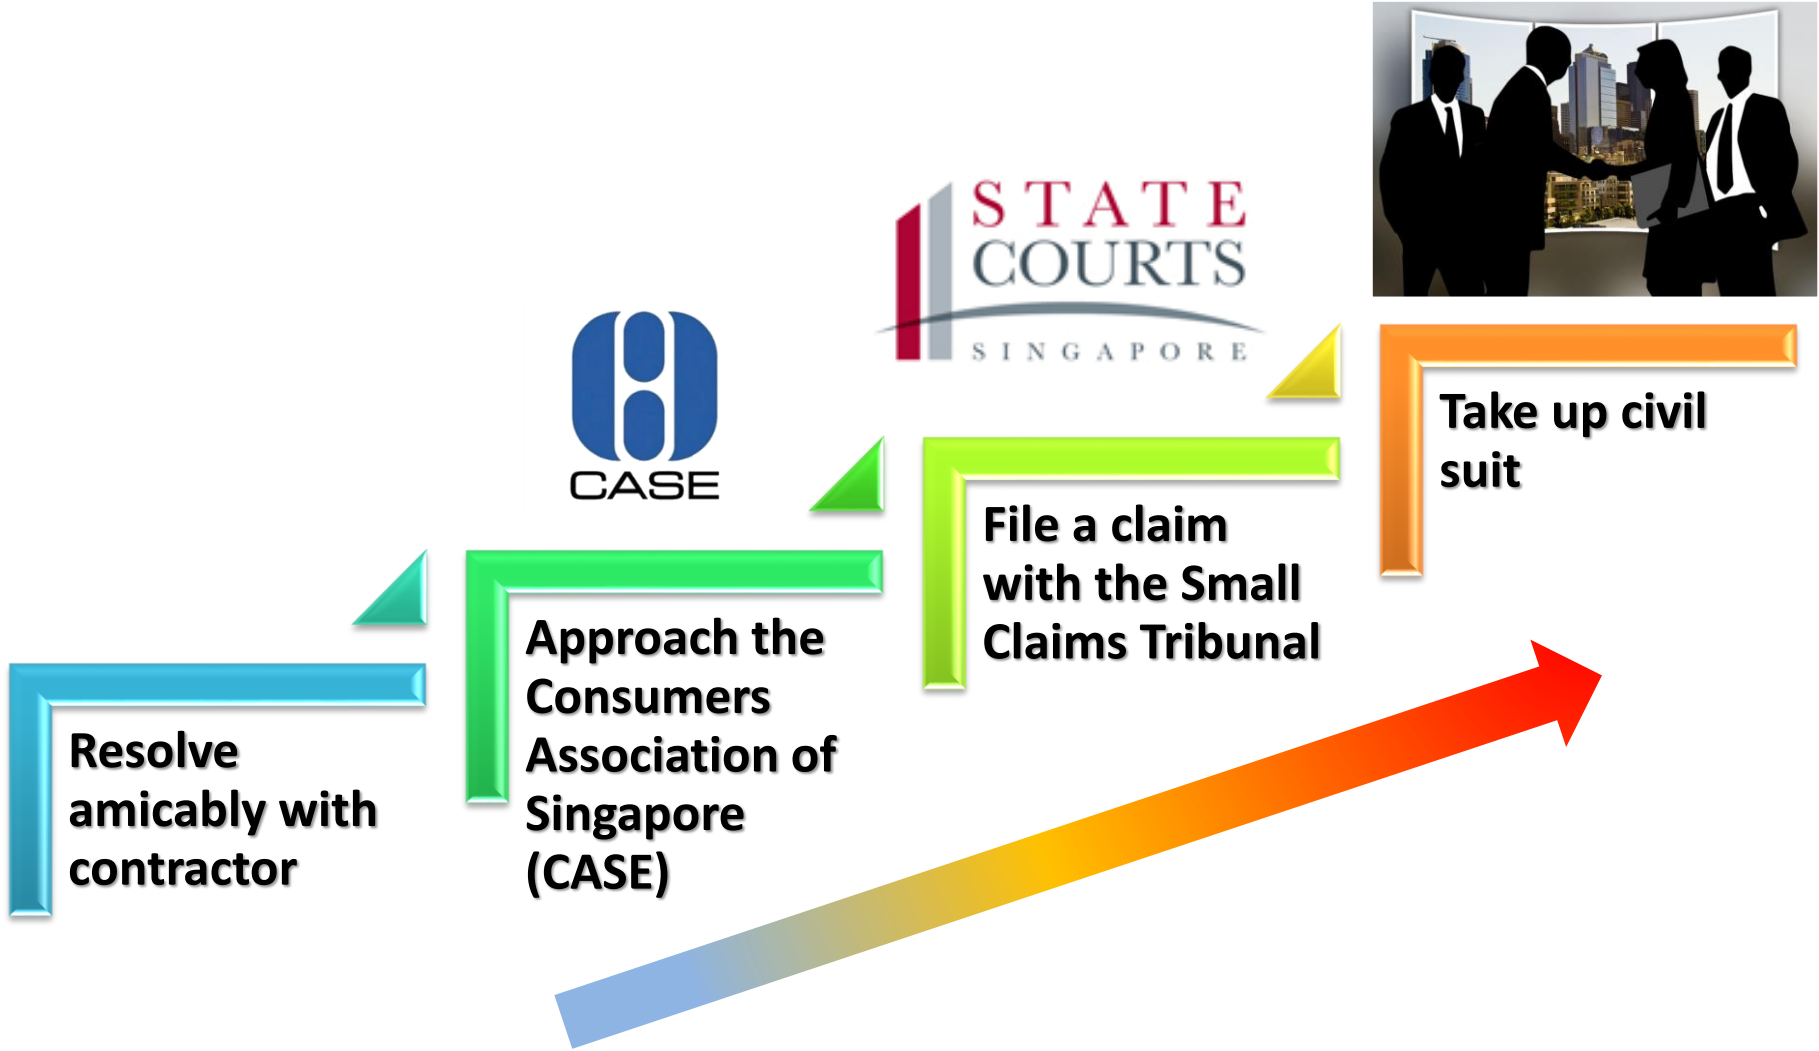 Resolve
amicably with
contractor
CASE
Approach the
Consumers
Association of
Singapore
(CASE)
STATE
COURTS
SINGAPORE
File a claim
with the Small
Claims Tribunal
Take up civil
suit